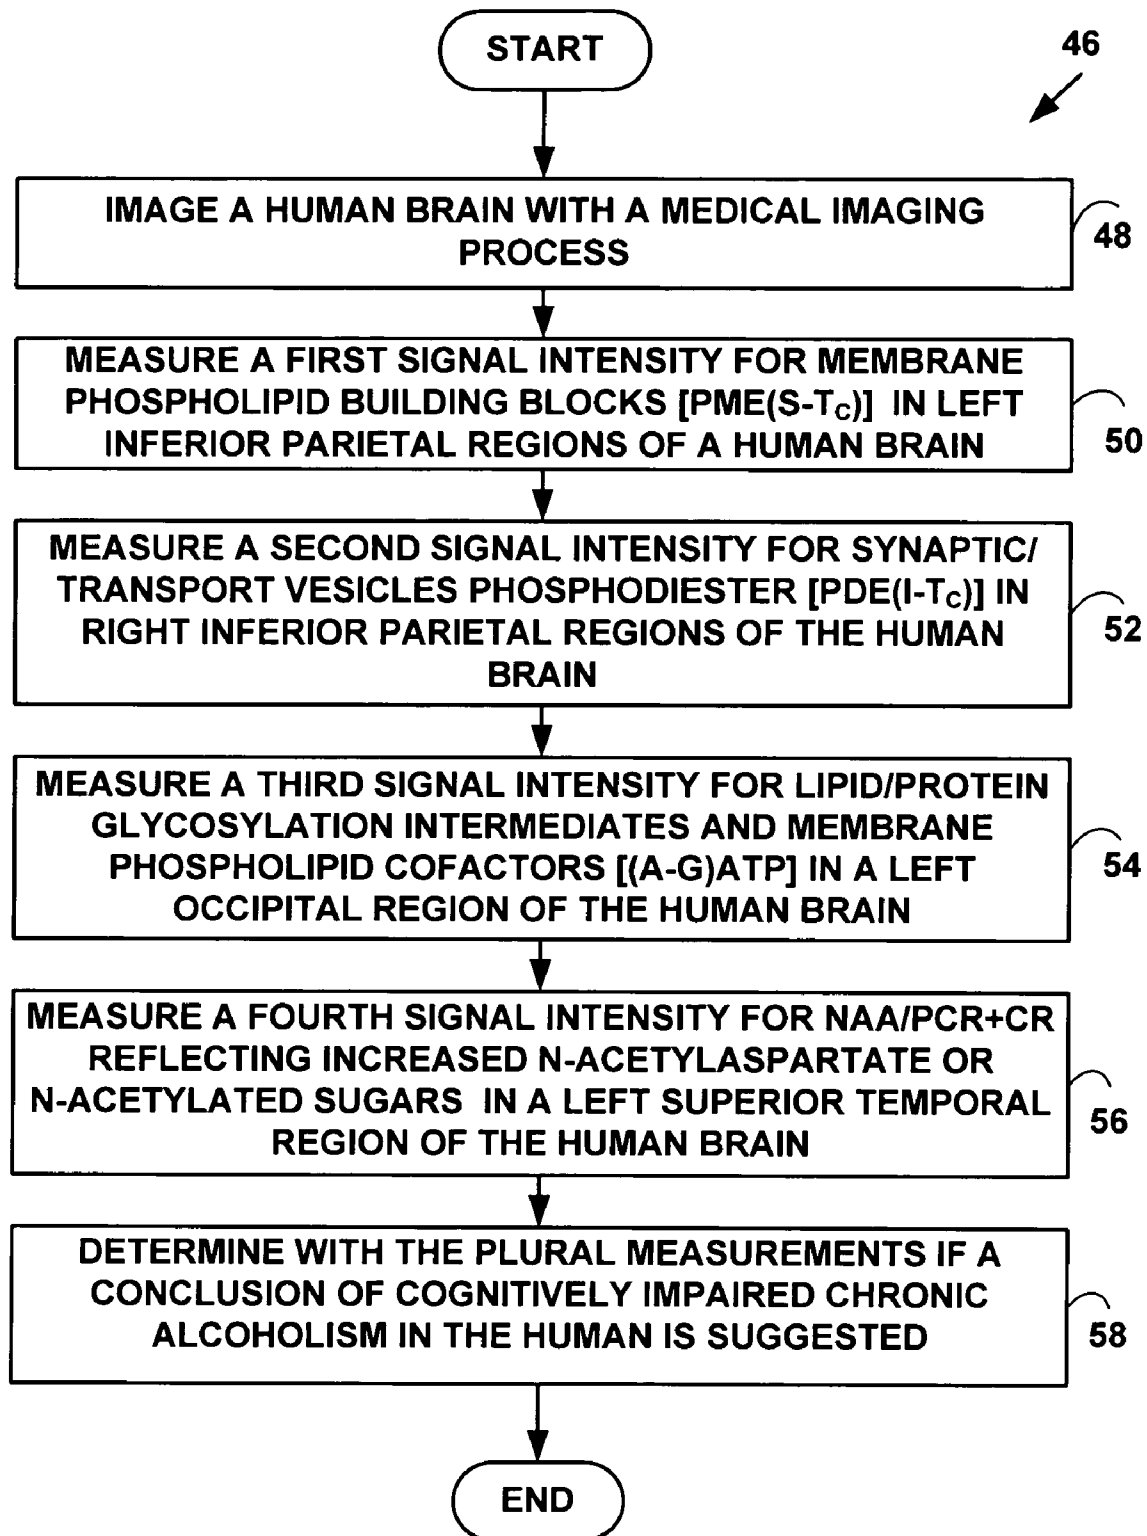 START
46
IMAGE A HUMAN BRAIN WITH A MEDICAL IMAGING
PROCESS
48
MEASURE A FIRST SIGNAL INTENSITY FOR MEMBRANE
PHOSPHOLIPID BUILDING BLOCKS [PME(S-TC)] IN LEFT
INFERIOR PARIETAL REGIONS OF A HUMAN BRAIN
50
MEASURE A SECOND SIGNAL INTENSITY FOR SYNAPTIC/
TRANSPORT VESICLES PHOSPHODIESTER [PDE(I-TC)] IN
RIGHT INFERIOR PARIETAL REGIONS OF THE HUMAN
BRAIN
52
MEASURE A THIRD SIGNAL INTENSITY FOR LIPID/PROTEIN
GLYCOSYLATION INTERMEDIATES AND MEMBRANE
PHOSPHOLIPID COFACTORS [(A-G)ATP] IN A LEFT
OCCIPITAL REGION OF THE HUMAN BRAIN
54
MEASURE A FOURTH SIGNAL INTENSITY FOR NAA/PCR+CR
REFLECTING INCREASED N-ACETYLASPARTATE OR
N-ACETYLATED SUGARS IN A LEFT SUPERIOR TEMPORAL
REGION OF THE HUMAN BRAIN
56
DETERMINE WITH THE PLURAL MEASUREMENTS IF A
CONCLUSION OF COGNITIVELY IMPAIRED CHRONIC
ALCOHOLISM IN THE HUMAN IS SUGGESTED
58
END